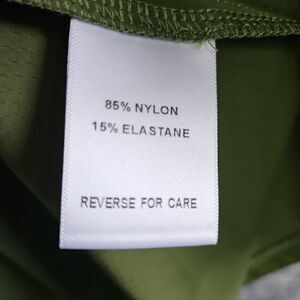 85% NYLON
15% ELASTANE
REVERSE FOR CARE